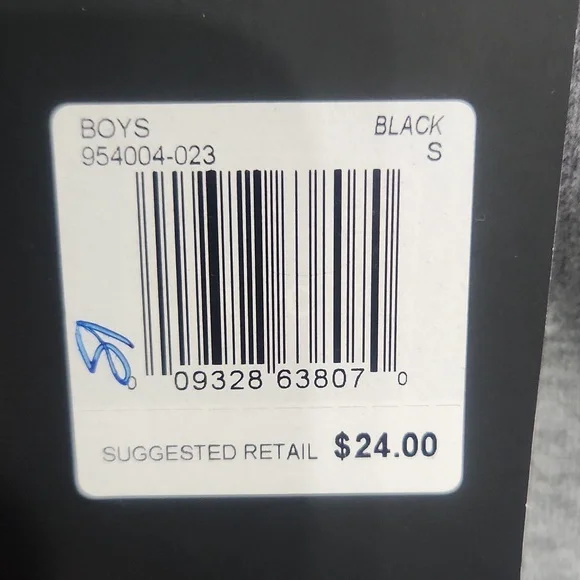 BOYS BLACK
954004-023 S
0 09328 63807 0
SUGGESTED RETAIL $24.00